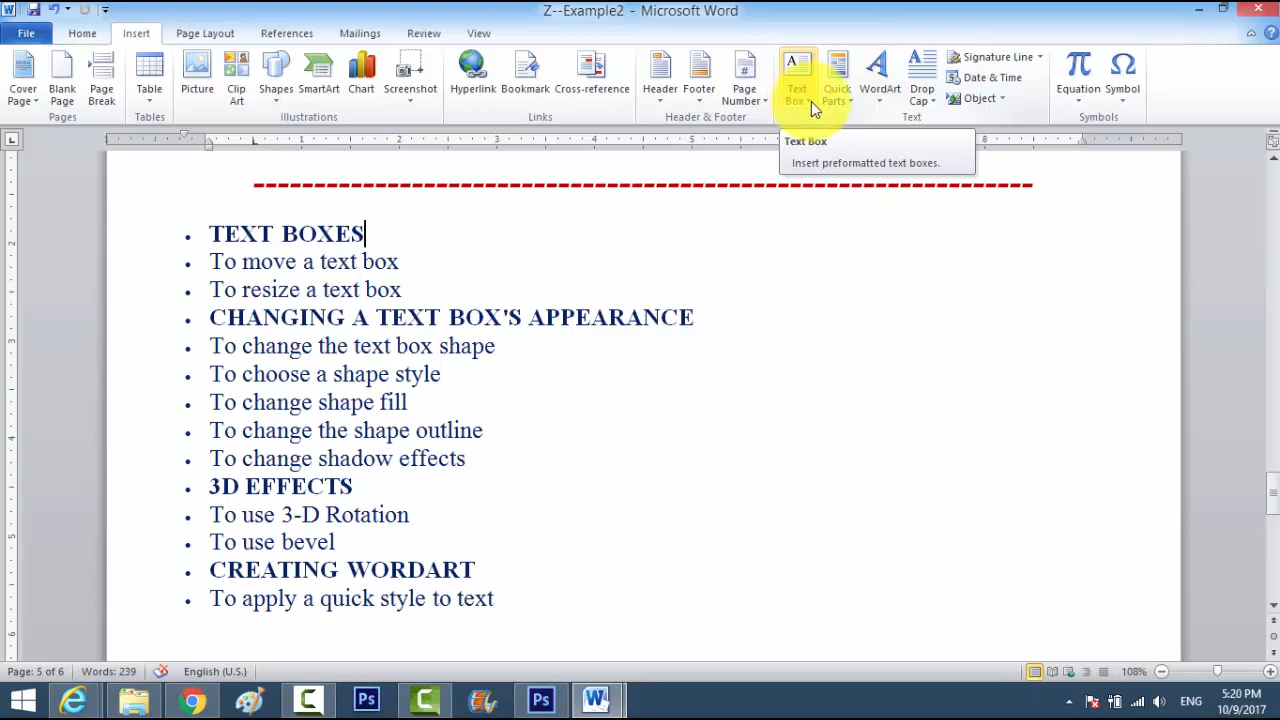 Z--Example2 - Microsoft Word
File Home Insert Page Layout References Mailings Review View
Cover Page
Blank Page
Page Break
Table
Picture
Clip Art
Shapes
SmartArt
Chart
Screenshot
Hyperlink
Bookmark
Cross-reference
Header
Footer
Page Number
Text Box
Quick Parts
WordArt
Drop Cap
Signature Line
Date & Time
Object
Equation
Symbol
Pages Tables Illustrations Links Header & Footer Text Symbols
8
Text Box
Insert preformatted text boxes.
• TEXT BOXES
• To move a text box
• To resize a text box
• CHANGING A TEXT BOX'S APPEARANCE
• To change the text box shape
• To choose a shape style
• To change shape fill
• To change the shape outline
• To change shadow effects
• 3D EFFECTS
• To use 3-D Rotation
• To use bevel
• CREATING WORDART
• To apply a quick style to text
Page: 5 of 6 Words: 239 English (U.S.) 108%
ENG
5:20 PM
10/9/2017